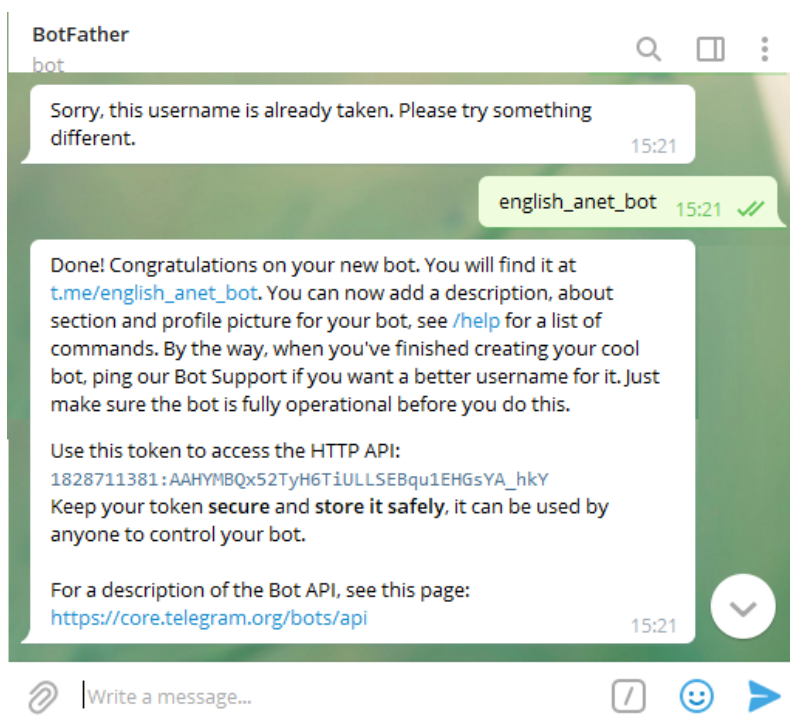 BotFather
bot
Sorry, this username is already taken. Please try something
different.
15:21
english_anet_bot 15:21
Done! Congratulations on your new bot. You will find it at
t.me/english_anet_bot. You can now add a description, about
section and profile picture for your bot, see /help for a list of
commands. By the way, when you've finished creating your cool
bot, ping our Bot Support if you want a better username for it. Just
make sure the bot is fully operational before you do this.
Use this token to access the HTTP API:
1828711381:AAHYMBQx52TyH6TiULLSEBqu1EHGsYA_hkY
Keep your token secure and store it safely, it can be used by
anyone to control your bot.
For a description of the Bot API, see this page:
https://core.telegram.org/bots/api
15:21
Write a message...